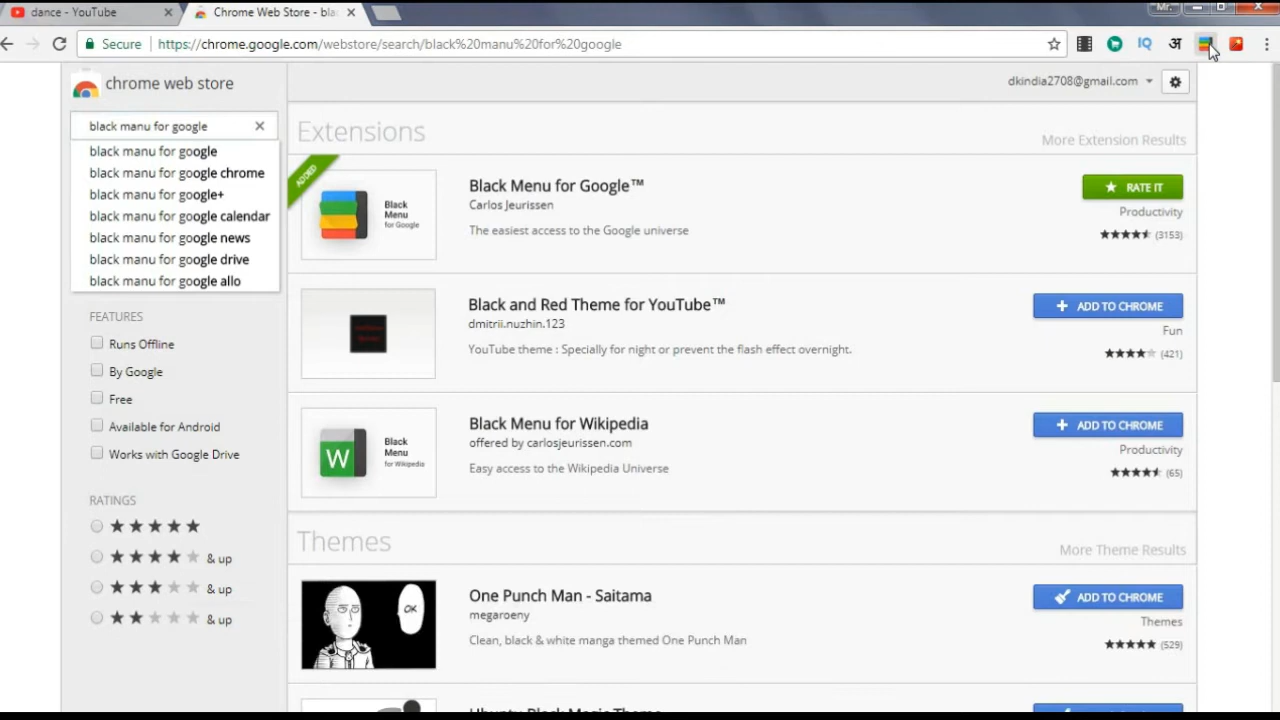 dance - YouTube
Chrome Web Store - bla
Mr.
Secure
https://chrome.google.com/webstore/search/black%20manu%20for%20google
IQ
अ
chrome web store
dkindia2708@gmail.com
black manu for google
black manu for google
black manu for google chrome
black manu for google+
black manu for google calendar
black manu for google news
black manu for google drive
black manu for google allo
FEATURES
Runs Offline
By Google
Free
Available for Android
Works with Google Drive
RATINGS
& up
& up
& up
Extensions
More Extension Results
ADDED
Black
Menu
for Google
Black Menu for Google™
Carlos Jeurissen
The easiest access to the Google universe
RATE IT
Productivity
(3153)
Black and Red Theme for YouTube™
dmitrii.nuzhin.123
YouTube theme : Specially for night or prevent the flash effect overnight.
ADD TO CHROME
Fun
(421)
W
Black
Menu
for Wikipedia
Black Menu for Wikipedia
offered by carlosjeurissen.com
Easy access to the Wikipedia Universe
ADD TO CHROME
Productivity
(65)
Themes
More Theme Results
OK
One Punch Man - Saitama
megaroeny
Clean, black & white manga themed One Punch Man
ADD TO CHROME
Themes
(529)
Ubuntu Black Magic Theme